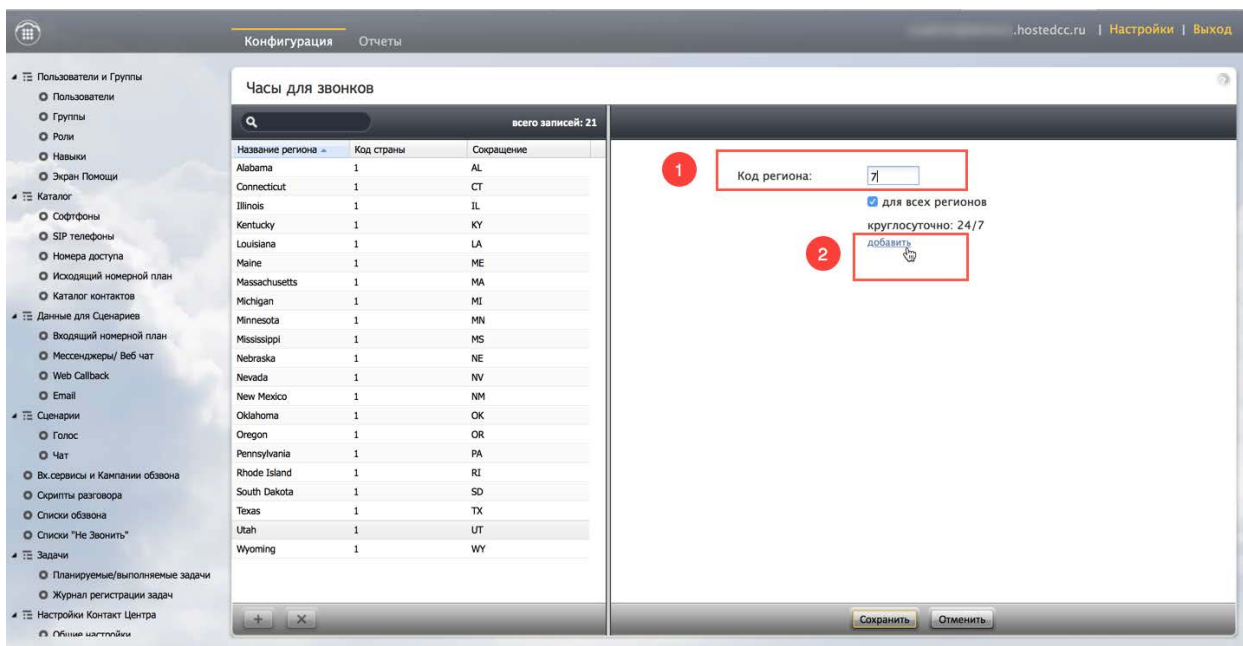 .hostedcc.ru | Настройки | Выход
Конфигурация Отчеты
Пользователи и Группы
Пользователи
Группы
Роли
Навыки
Экран Помощи
Каталог
Софтфоны
SIP телефоны
Номера доступа
Исходящий номерной план
Каталог контактов
Данные для Сценариев
Входящий номерной план
Мессенджеры/ Веб чат
Web Callback
Email
Сценарии
Голос
Чат
Вх.сервисы и Кампании обзвона
Скрипты разговора
Списки обзвона
Списки "Не Звонить"
Задачи
Планируемые/выполняемые задачи
Журнал регистрации задач
Настройки Контакт Центра
Общие настройки
Часы для звонков
всего записей: 21
Название региона Код страны Сокращение
Alabama 1 AL
Connecticut 1 CT
Illinois 1 IL
Kentucky 1 KY
Louisiana 1 LA
Maine 1 ME
Massachusetts 1 MA
Michigan 1 MI
Minnesota 1 MN
Mississippi 1 MS
Nebraska 1 NE
Nevada 1 NV
New Mexico 1 NM
Oklahoma 1 OK
Oregon 1 OR
Pennsylvania 1 PA
Rhode Island 1 RI
South Dakota 1 SD
Texas 1 TX
Utah 1 UT
Wyoming 1 WY
1
Код региона: 7
для всех регионов
круглосуточно: 24/7
2
добавить
Сохранить Отменить